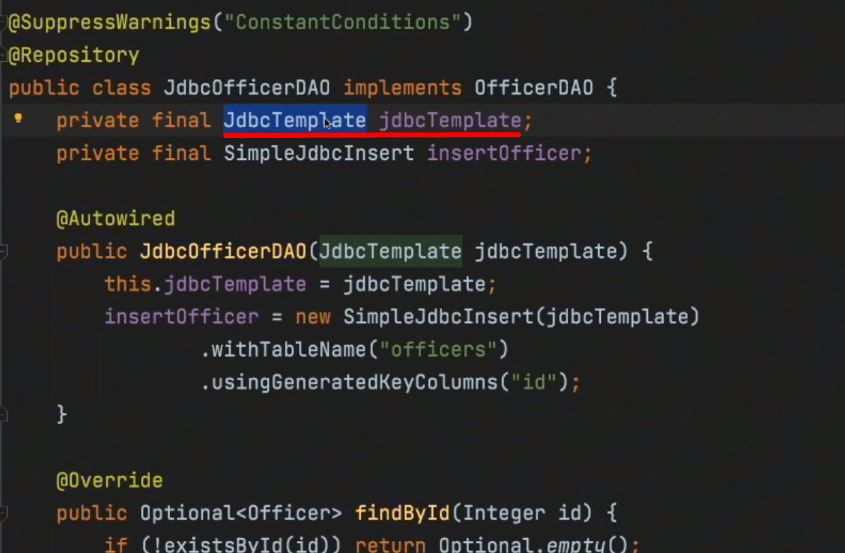 @SuppressWarnings("ConstantConditions")
@Repository
public class JdbcOfficerDAO implements OfficerDAO {
private final JdbcTemplate jdbcTemplate;
private final SimpleJdbcInsert insertOfficer;
@Autowired
public JdbcOfficerDAO(JdbcTemplate jdbcTemplate) {
this.jdbcTemplate = jdbcTemplate;
insertOfficer = new SimpleJdbcInsert(jdbcTemplate)
.withTableName("officers")
.usingGeneratedKeyColumns("id");
}
@Override
public Optional<Officer> findById(Integer id) {
if (!existsById(id)) return Optional.empty();